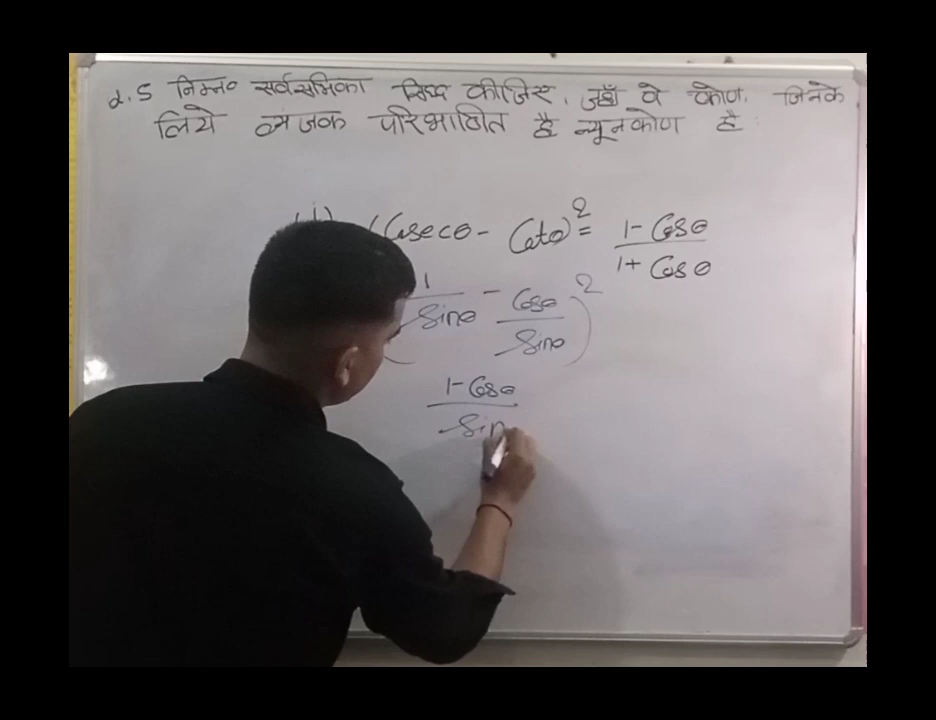 2.5 निम्न॰ सर्वसमिका सिध्द कीजिए, जहाँ वे कोण, जिनके
लिये व्यंजक परिभाषित है न्यूनकोण है
(i) (Cosecθ - Cotθ)² = 1 - Cosθ / 1 + Cosθ
(1/Sinθ - Cosθ/Sinθ)²
1 - Cosθ / Sin